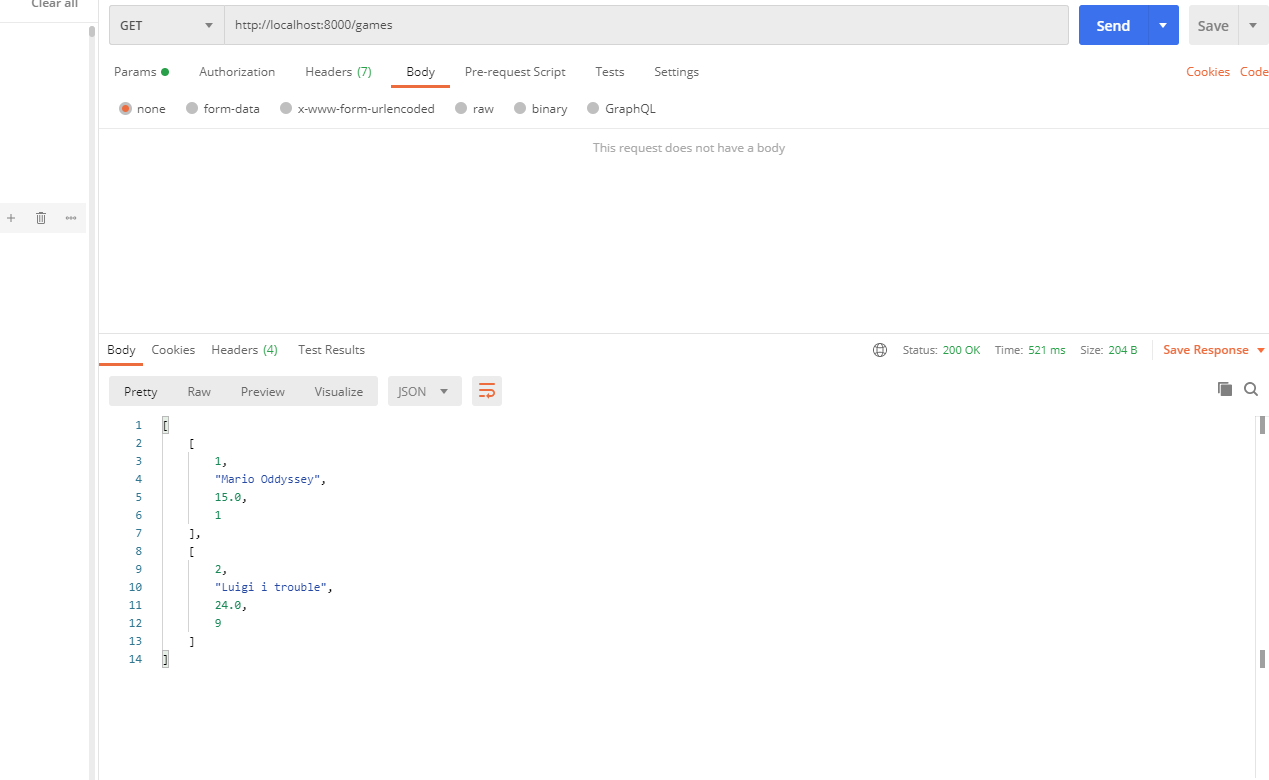 Clear all
GET http://localhost:8000/games Send Save
Params Authorization Headers (7) Body Pre-request Script Tests Settings Cookies Code
none form-data x-www-form-urlencoded raw binary GraphQL
This request does not have a body
Body Cookies Headers (4) Test Results Status: 200 OK Time: 521 ms Size: 204 B Save Response
Pretty Raw Preview Visualize JSON
1 [
2 [
3 1,
4 "Mario Oddyssey",
5 15.0,
6 1
7 ],
8 [
9 2,
10 "Luigi i trouble",
11 24.0,
12 9
13 ]
14 ]